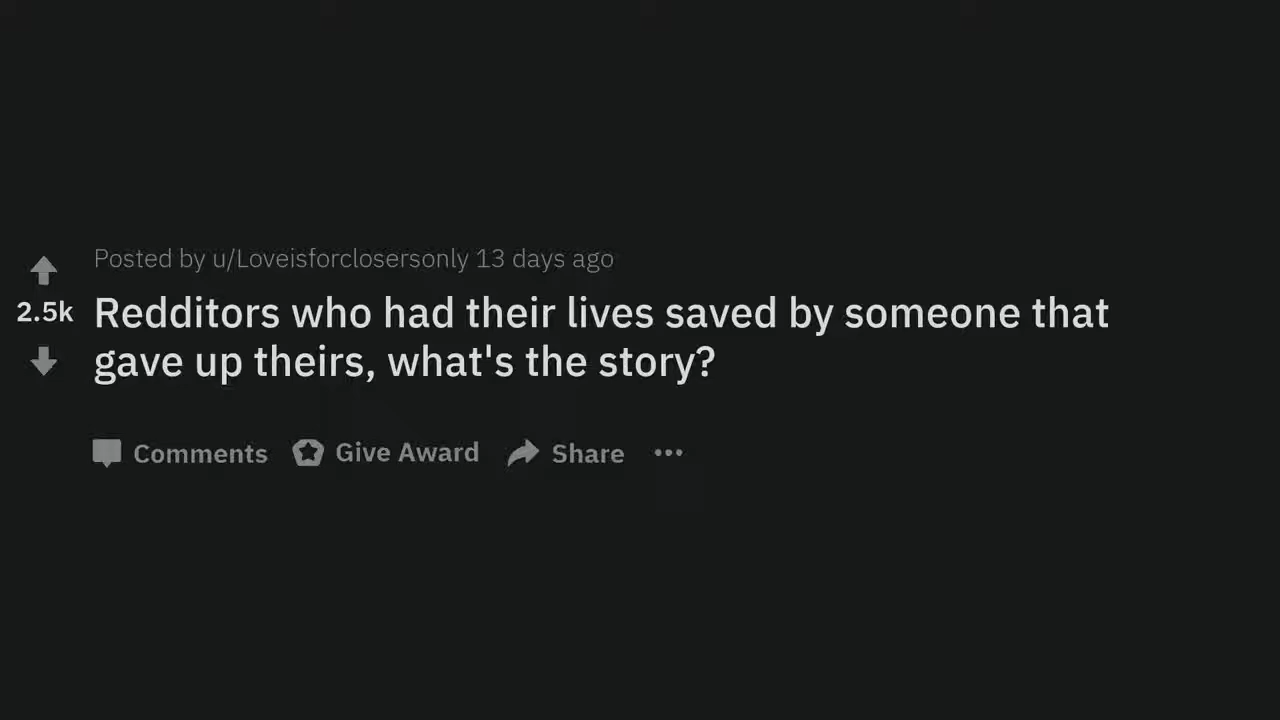 Posted by u/Loveisforclosersonly 13 days ago
2.5k
Redditors who had their lives saved by someone that
gave up theirs, what's the story?
Comments Give Award Share •••